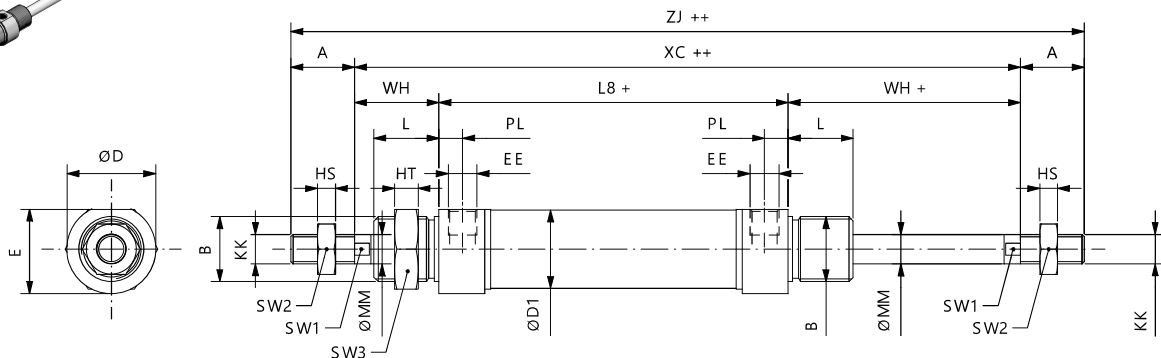 ZJ ++
A XC ++ A
WH L8 + WH +
L PL PL L
ØD EE EE
HS HT HS
E B KK KK
SW2 ØMM ØD1 B ØMM SW1
SW1 SW2
SW3